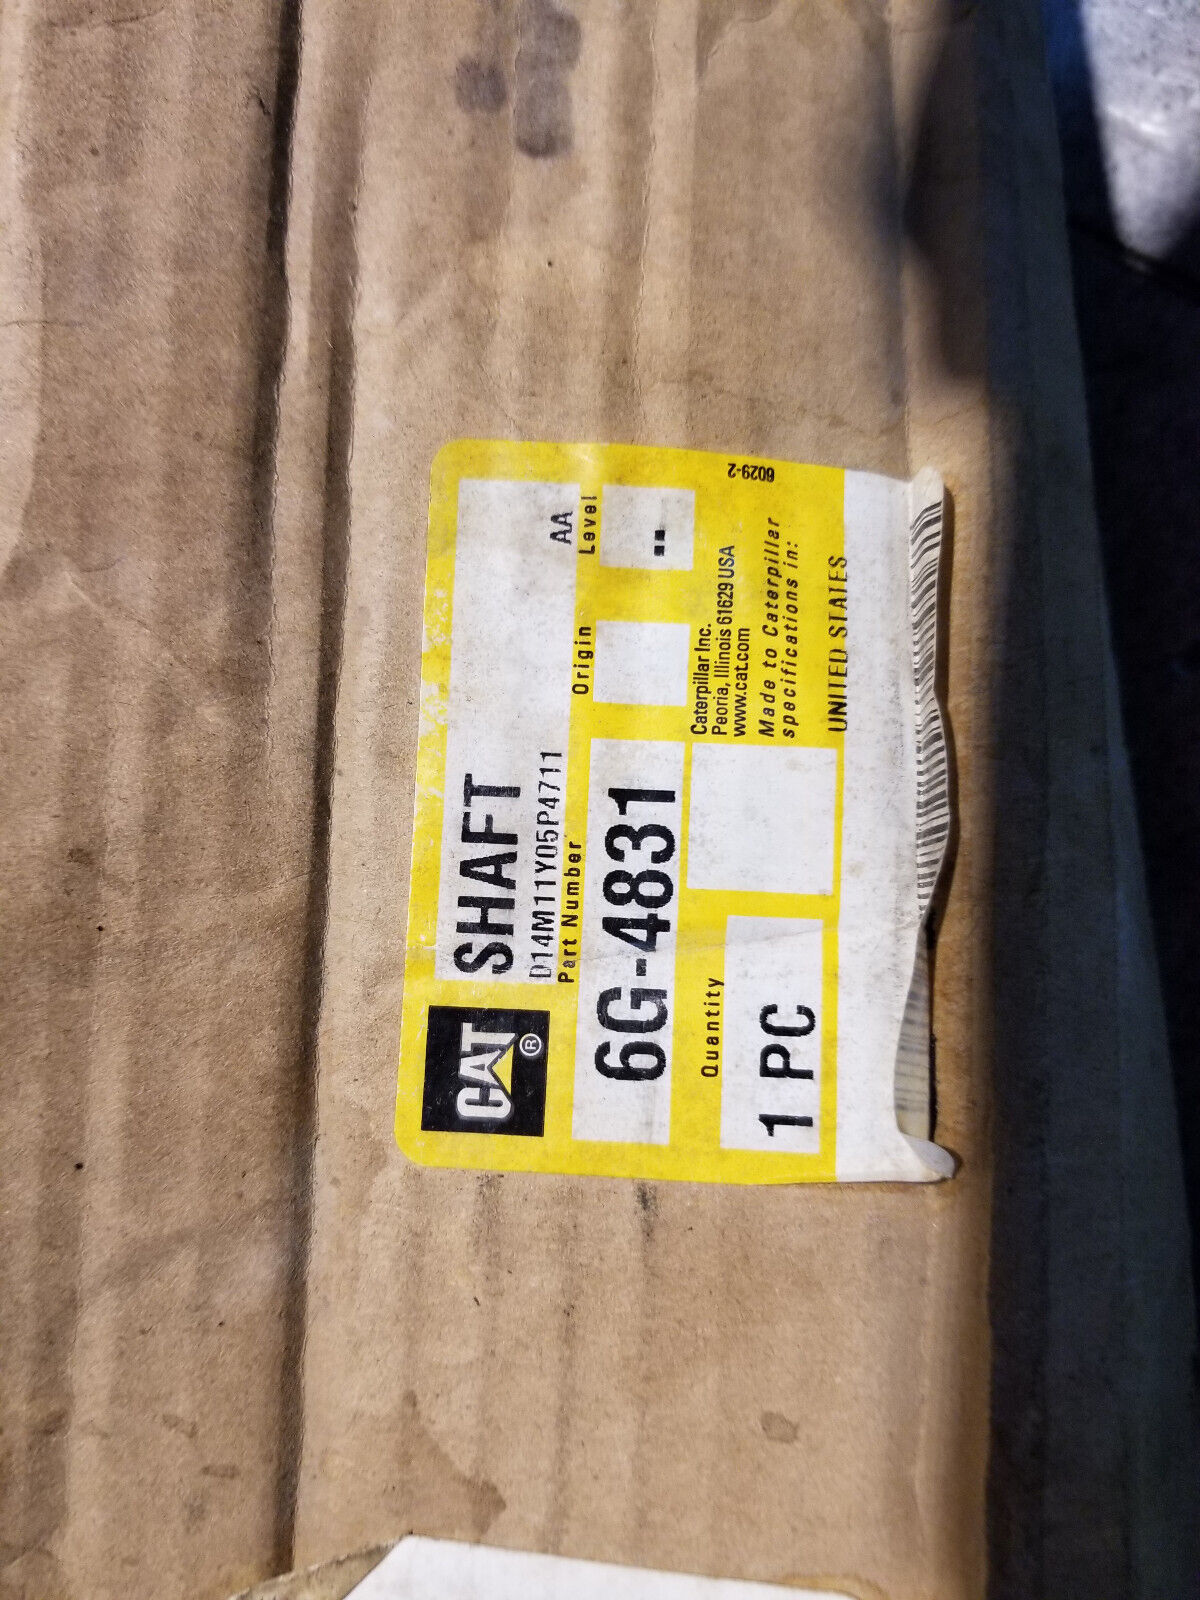 CAT®
SHAFT
D14M11Y05P4711 AA
Part Number Origin Level
6G-4831 --
Quantity
1 PC
Caterpillar Inc.
Peoria, Illinois 61629 USA
www.cat.com
Made to Caterpillar
specifications in:
UNITED STATES
6029-2